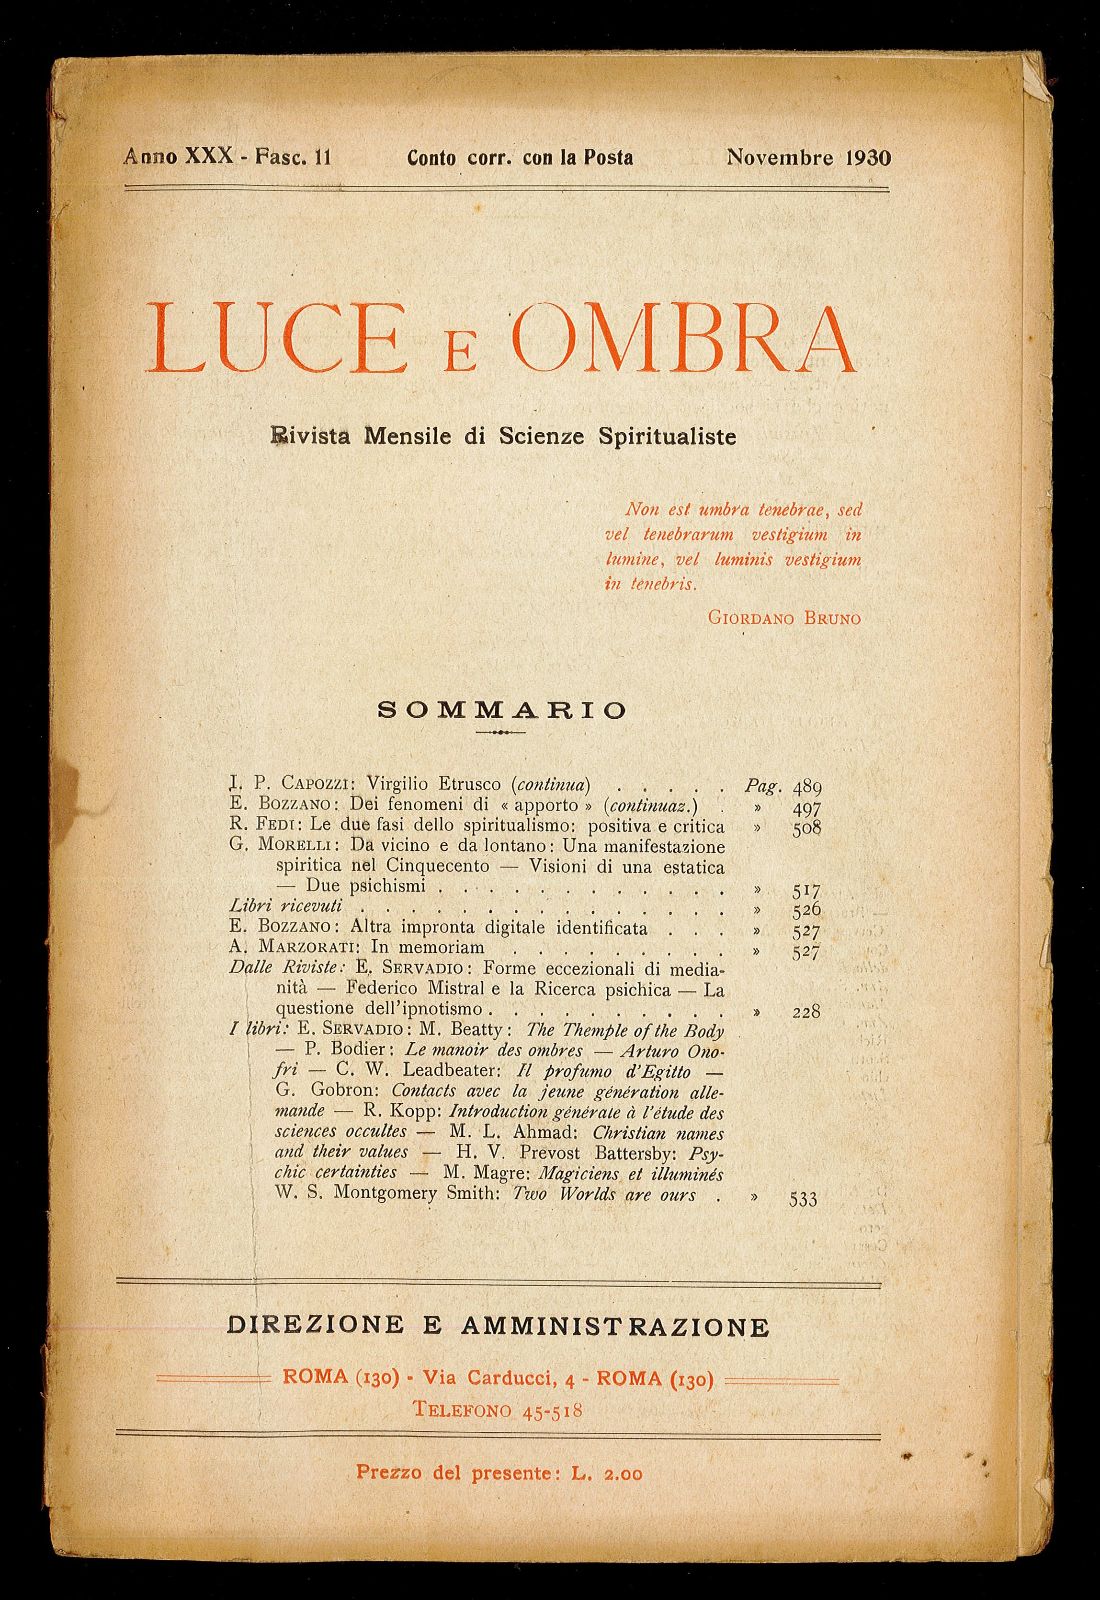 Anno XXX - Fasc. 11 Conto corr. con la Posta Novembre 1930
LUCE E OMBRA
Rivista Mensile di Scienze Spiritualiste
Non est umbra tenebrae, sed
vel tenebrarum vestigium in
lumine, vel luminis vestigium
in tenebris.
GIORDANO BRUNO
SOMMARIO
I. P. CAPOZZI: Virgilio Etrusco (continua) . . . . . Pag. 489
E. BOZZANO: Dei fenomeni di « apporto » (continuaz.) . » 497
R. FEDI: Le due fasi dello spiritualismo: positiva e critica » 508
G. MORELLI: Da vicino e da lontano: Una manifestazione
spiritica nel Cinquecento — Visioni di una estatica
— Due psichismi . . . . . . . . . . . . » 517
Libri ricevuti . . . . . . . . . . . . . . . » 526
E. BOZZANO: Altra impronta digitale identificata . . . » 527
A. MARZORATI: In memoriam . . . . . . . . . » 527
Dalle Riviste: E. SERVADIO: Forme eccezionali di media-
nità — Federico Mistral e la Ricerca psichica — La
questione dell'ipnotismo . . . . . . . . . . » 228
I libri: E. SERVADIO: M. Beatty: The Themple of the Body
— P. Bodier: Le manoir des ombres — Arturo Ono-
fri — C. W. Leadbeater: Il profumo d'Egitto —
G. Gobron: Contacts avec la jeune génération alle-
mande — R. Kopp: Introduction générale à l'étude des
sciences occultes — M. L. Ahmad: Christian names
and their values — H. V. Prevost Battersby: Psy-
chic certainties — M. Magre: Magiciens et illuminés
W. S. Montgomery Smith: Two Worlds are ours . » 533
DIREZIONE E AMMINISTRAZIONE
ROMA (130) - Via Carducci, 4 - ROMA (130)
TELEFONO 45-518
Prezzo del presente: L. 2.00